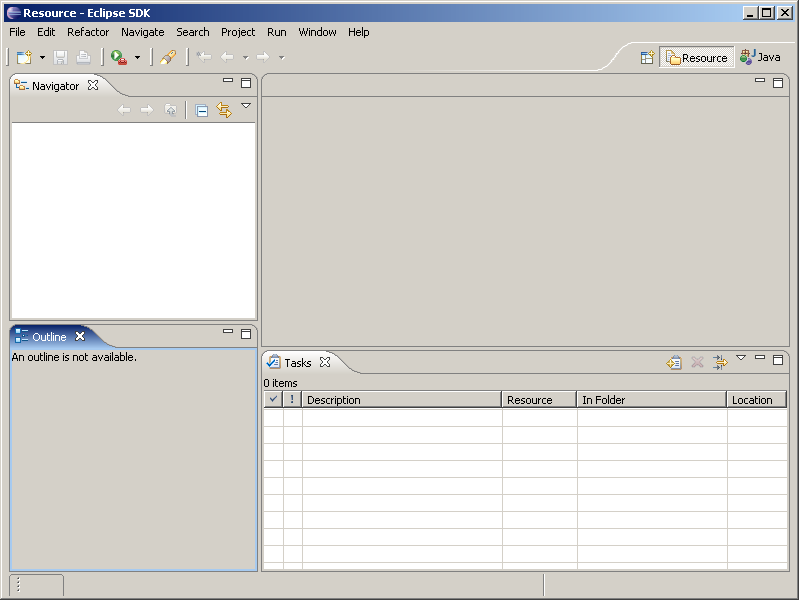 Resource - Eclipse SDK
File Edit Refactor Navigate Search Project Run Window Help
Resource Java
Navigator
Outline
An outline is not available.
Tasks
0 items
! Description Resource In Folder Location